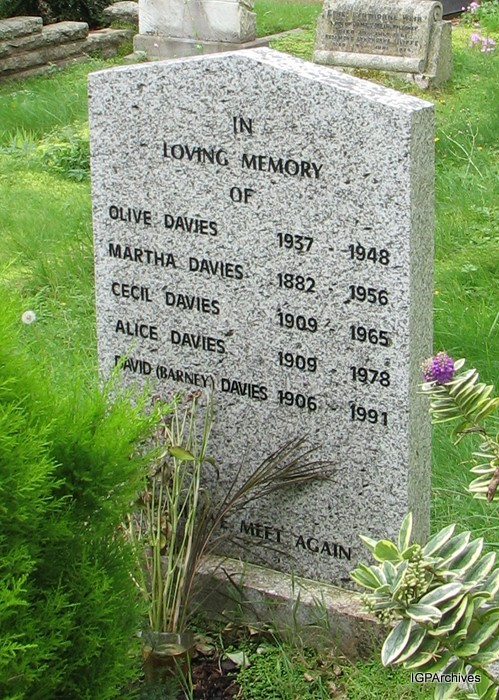 IN
LOVING MEMORY
OF
OLIVE DAVIES 1937 - 1948
MARTHA DAVIES 1882 - 1956
CECIL DAVIES 1909 - 1965
ALICE DAVIES 1909 - 1978
DAVID (BARNEY) DAVIES 1906 - 1991
MEET AGAIN
IGPArchives